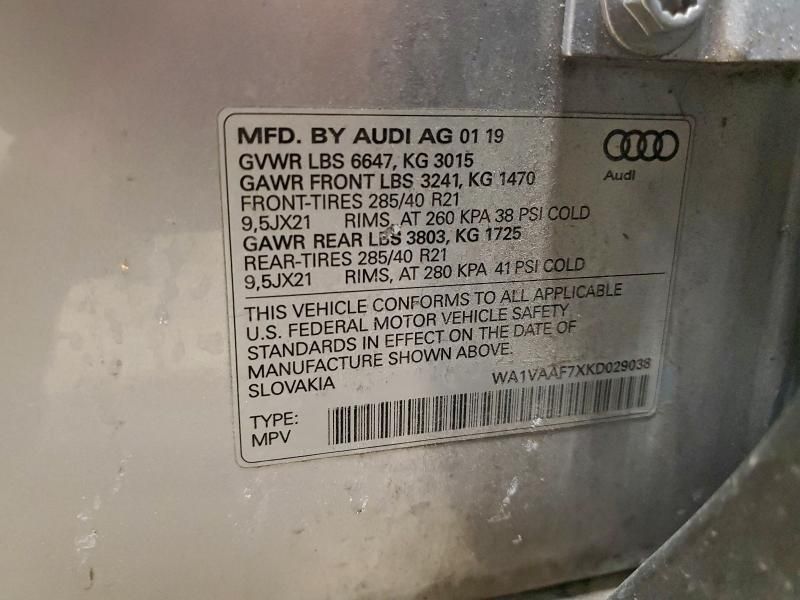 MFD. BY AUDI AG 01 19
GVWR LBS 6647, KG 3015
GAWR FRONT LBS 3241, KG 1470
FRONT-TIRES 285/40 R21
9,5JX21 RIMS, AT 260 KPA 38 PSI COLD
GAWR REAR LBS 3803, KG 1725
REAR-TIRES 285/40 R21
9,5JX21 RIMS, AT 280 KPA 41 PSI COLD
Audi
THIS VEHICLE CONFORMS TO ALL APPLICABLE
U.S. FEDERAL MOTOR VEHICLE SAFETY
STANDARDS IN EFFECT ON THE DATE OF
MANUFACTURE SHOWN ABOVE.
SLOVAKIA
WA1VAAF7XKD029038
TYPE:
MPV